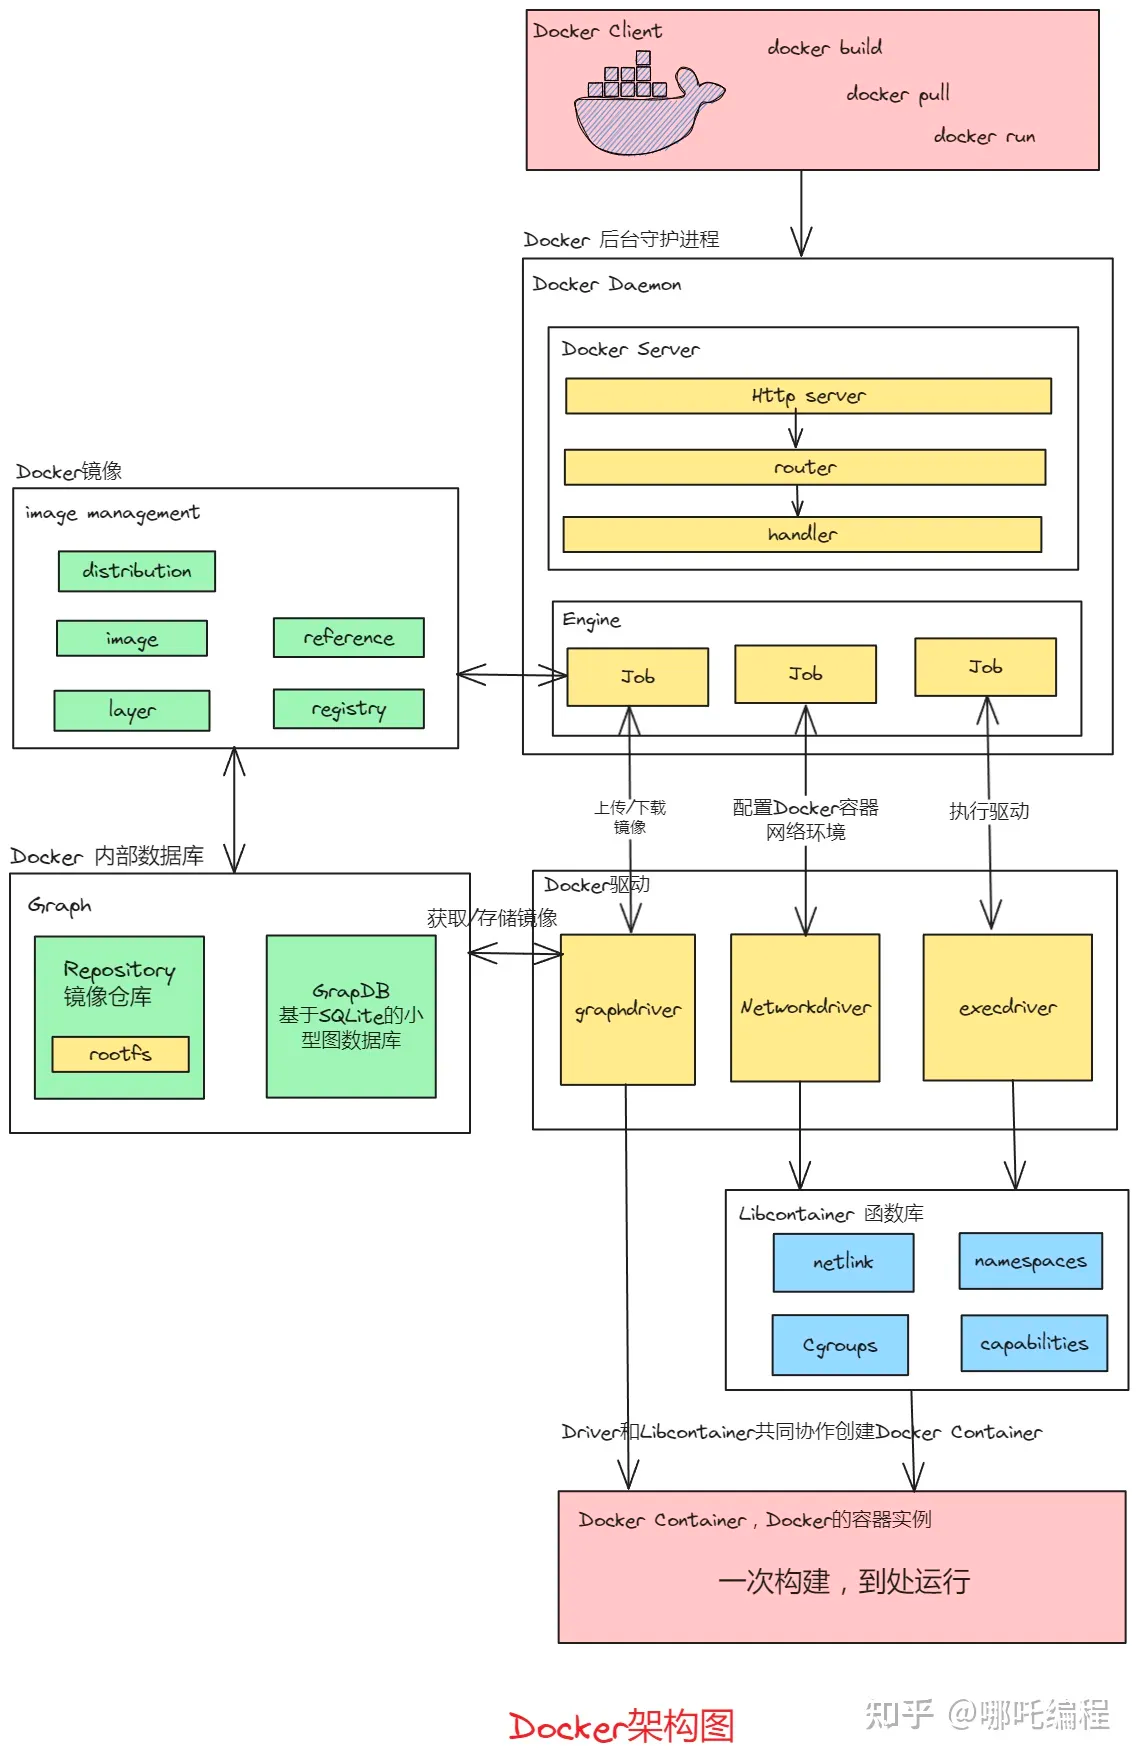 Docker Client
docker build
docker pull
docker run
Docker 后台守护进程
Docker Daemon
Docker Server
Http server
router
handler
Docker镜像
image management
distribution
image
reference
layer
registry
Engine
Job
Job
Job
上传/下载
镜像
配置Docker容器
网络环境
执行驱动
Docker 内部数据库
Graph
Repository
镜像仓库
rootfs
GrapDB
基于SQLite的小
型图数据库
获取/存储镜像
Docker驱动
graphdriver
Networkdriver
execdriver
Libcontainer 函数库
netlink
namespaces
Cgroups
capabilities
Driver和Libcontainer共同协作创建Docker Container
Docker Container，Docker的容器实例
一次构建，到处运行
Docker架构图
知乎 @哪吒编程